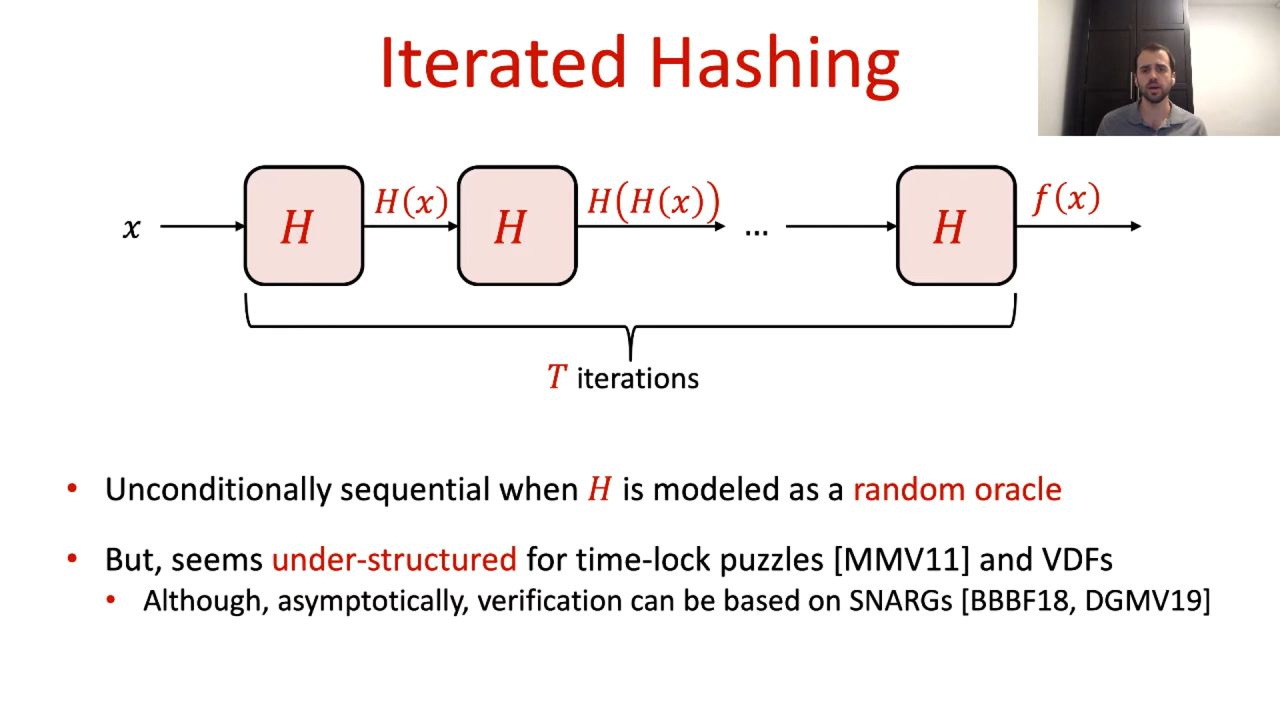 Iterated Hashing
x H H(x) H H(H(x)) ... H f(x)
T iterations
• Unconditionally sequential when H is modeled as a random oracle
• But, seems under-structured for time-lock puzzles [MMV11] and VDFs
• Although, asymptotically, verification can be based on SNARGs [BBBF18, DGMV19]